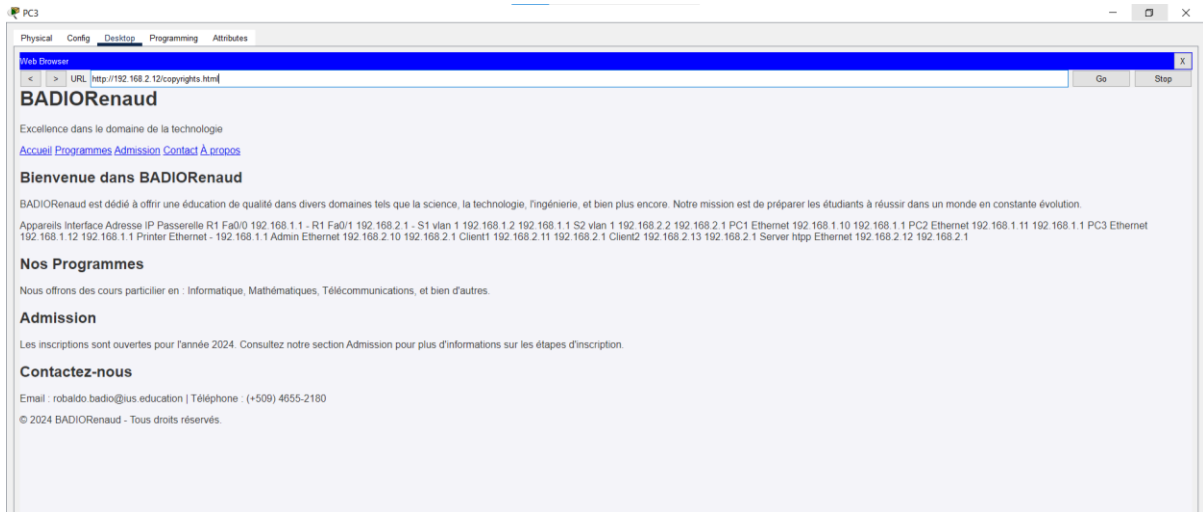 PC3
Physical Config Desktop Programming Attributes
Web Browser X
< > URL http://192.168.2.12/copyrights.html Go Stop
BADIORenaud
Excellence dans le domaine de la technologie
Accueil Programmes Admission Contact À propos
Bienvenue dans BADIORenaud
BADIORenaud est dédié à offrir une éducation de qualité dans divers domaines tels que la science, la technologie, l'ingénierie, et bien plus encore. Notre mission est de préparer les étudiants à réussir dans un monde en constante évolution.
Appareils Interface Adresse IP Passerelle R1 Fa0/0 192.168.1.1 - R1 Fa0/1 192.168.2.1 - S1 vlan 1 192.168.1.2 192.168.1.1 S2 vlan 1 192.168.2.2 192.168.2.1 PC1 Ethernet 192.168.1.10 192.168.1.1 PC2 Ethernet 192.168.1.11 192.168.1.1 PC3 Ethernet
192.168.1.12 192.168.1.1 Printer Ethernet - 192.168.1.1 Admin Ethernet 192.168.2.10 192.168.2.1 Client1 192.168.2.11 192.168.2.1 Client2 192.168.2.13 192.168.2.1 Server htpp Ethernet 192.168.2.12 192.168.2.1
Nos Programmes
Nous offrons des cours particilier en : Informatique, Mathématiques, Télécommunications, et bien d'autres.
Admission
Les inscriptions sont ouvertes pour l'année 2024. Consultez notre section Admission pour plus d'informations sur les étapes d'inscription.
Contactez-nous
Email : robaldo.badio@ius.education | Téléphone : (+509) 4655-2180
© 2024 BADIORenaud - Tous droits réservés.